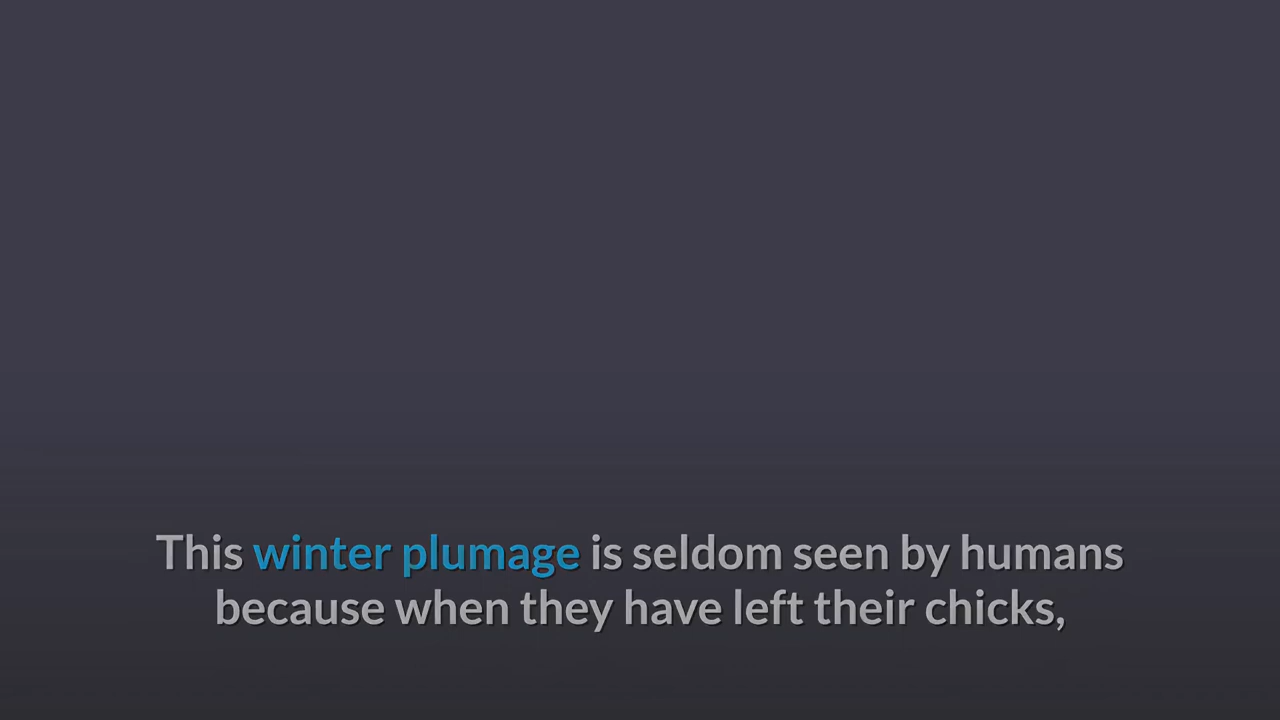 This winter plumage is seldom seen by humans
because when they have left their chicks,